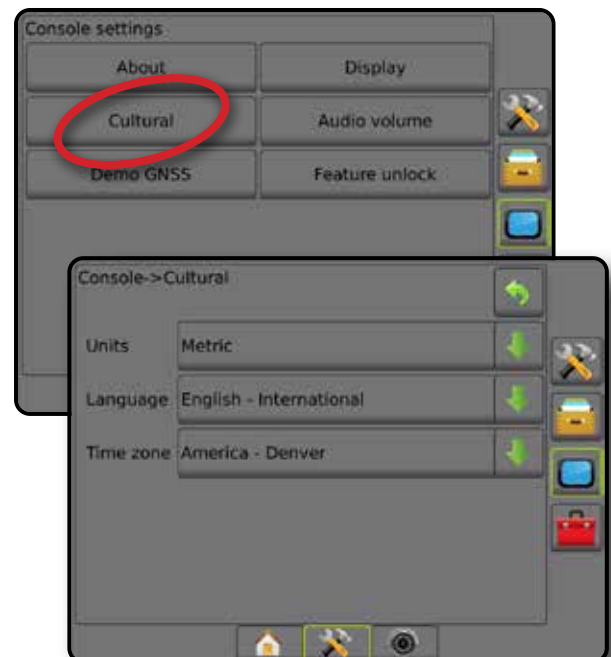 Console settings
About
Display
Cultural
Audio volume
Demo GNSS
Feature unlock
Console->Cultural
Units Metric
Language English - International
Time zone America - Denver